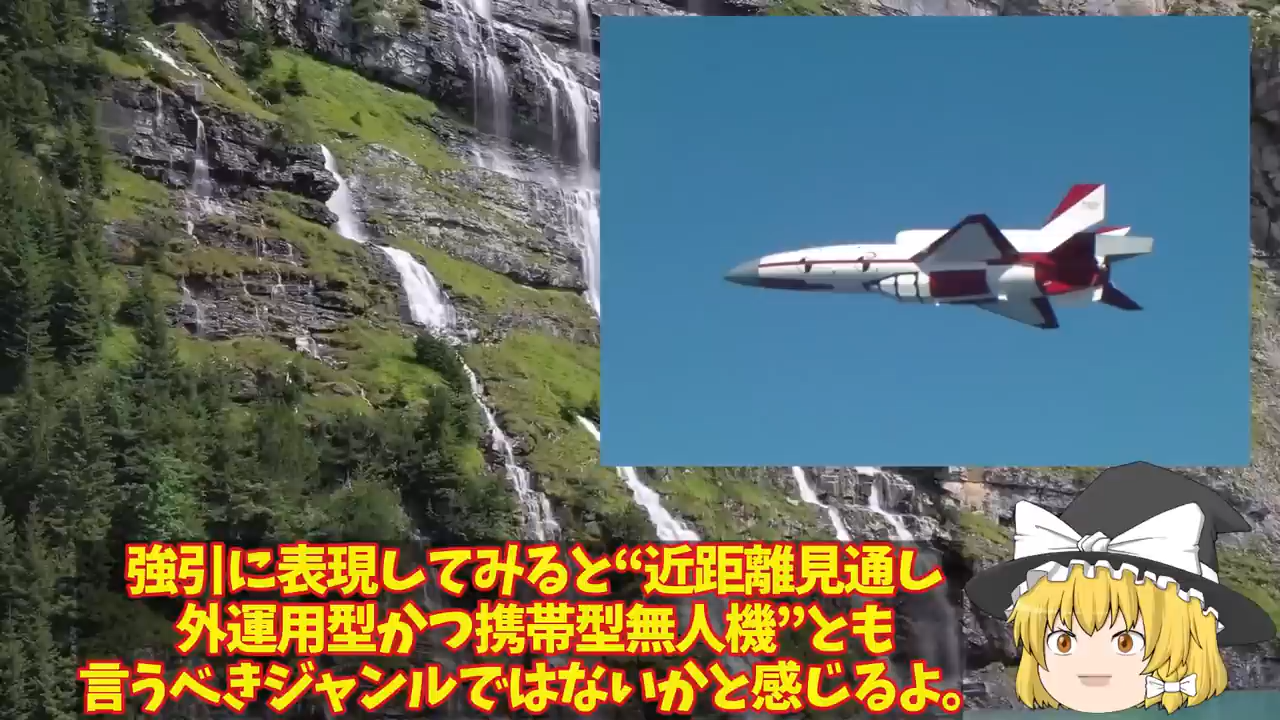 強引に表現してみると“近距離見通し
外運用型かつ携帯型無人機”とも
言うべきジャンルではないかと感じるよ。